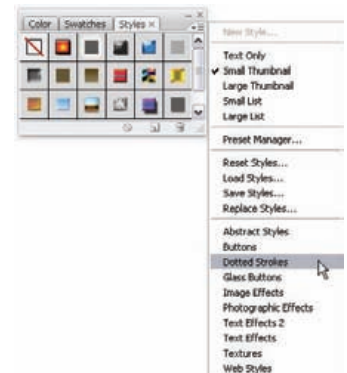 Color Swatches Styles ×
New Style...
Text Only
Small Thumbnail
Large Thumbnail
Small List
Large List
Preset Manager...
Reset Styles...
Load Styles...
Save Styles...
Replace Styles...
Abstract Styles
Buttons
Dotted Strokes
Glass Buttons
Image Effects
Photographic Effects
Text Effects 2
Text Effects
Textures
Web Styles